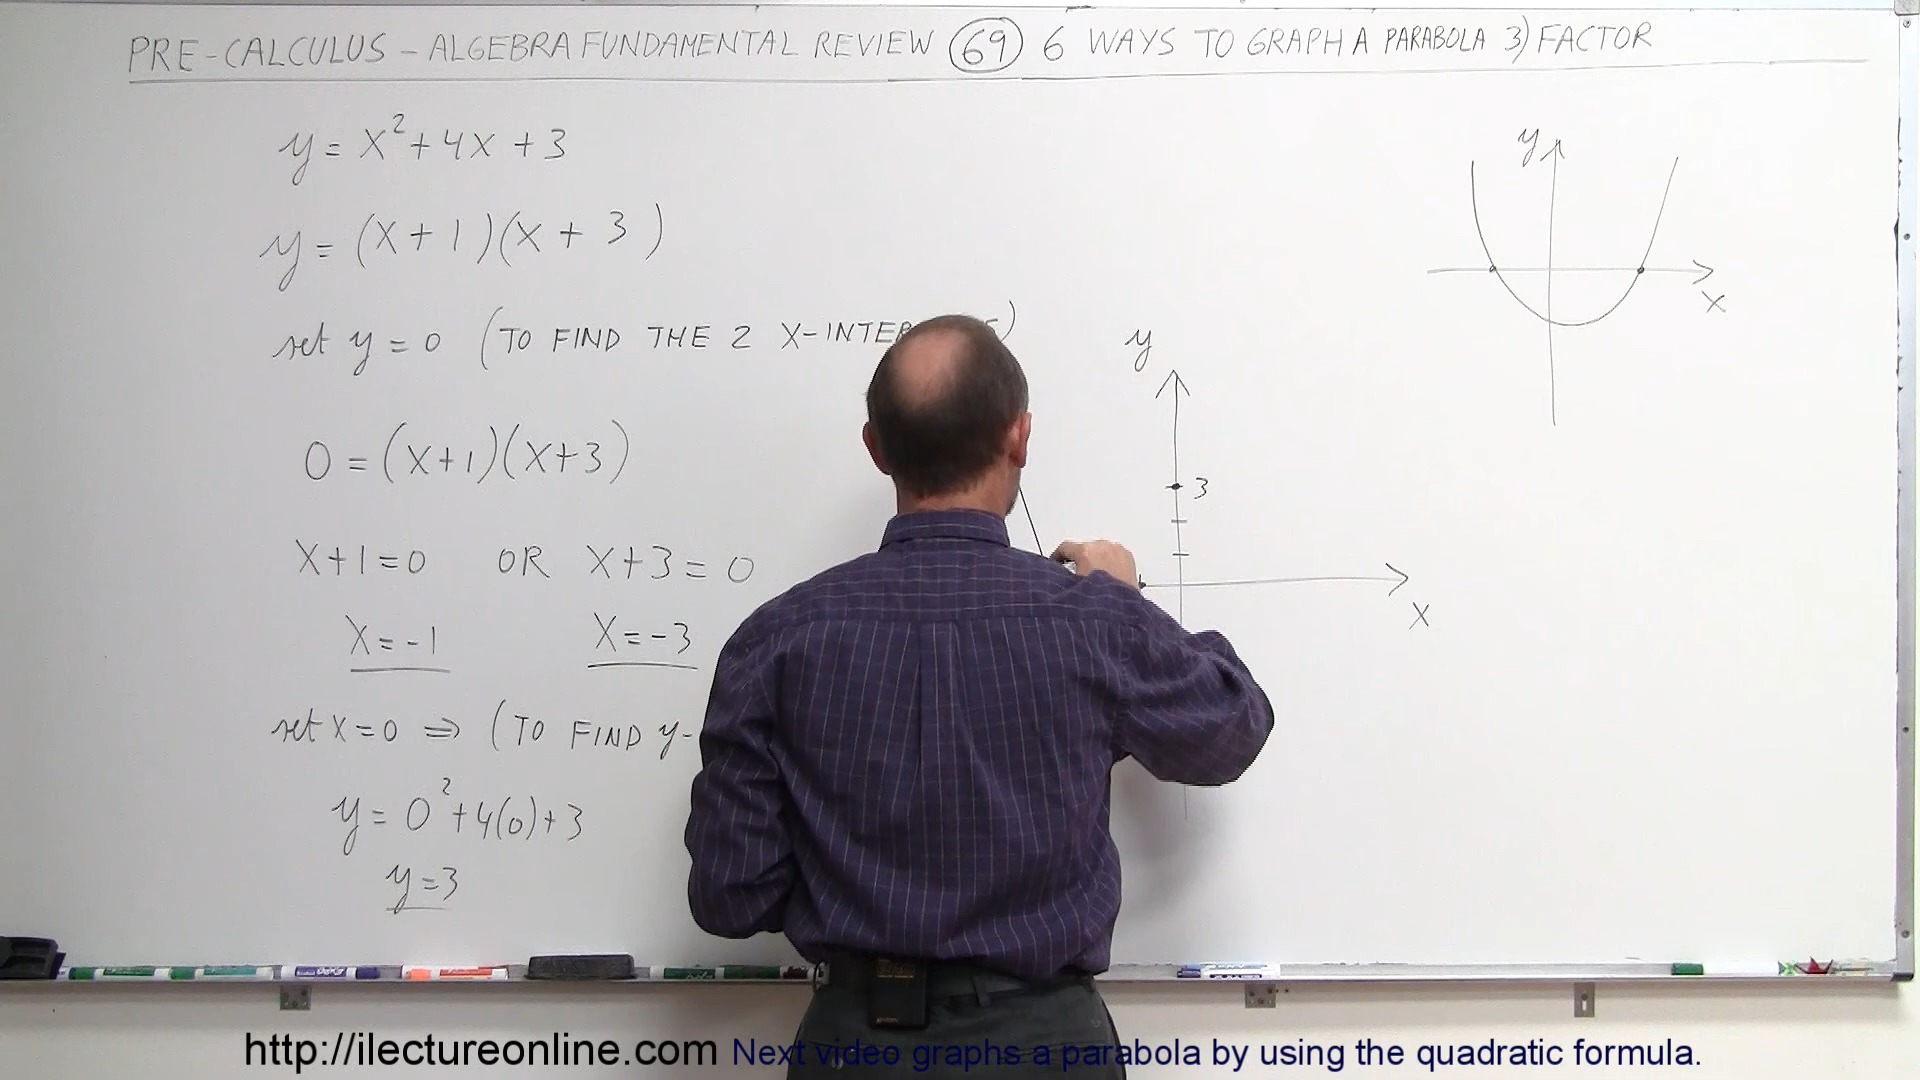 PRE-CALCULUS - ALGEBRA FUNDAMENTAL REVIEW 69 6 WAYS TO GRAPH A PARABOLA 3) FACTOR
y = x² + 4x + 3
y = (x + 1)(x + 3)
set y = 0 (TO FIND THE 2 X-INTER )
0 = (x+1)(x+3)
x+1=0 OR x+3=0
x=-1 x=-3
set x=0 ⇒ (TO FIND y-
y = 0² + 4(0) + 3
y=3
y
x
y
3
x
http://ilectureonline.com Next video graphs a parabola by using the quadratic formula.